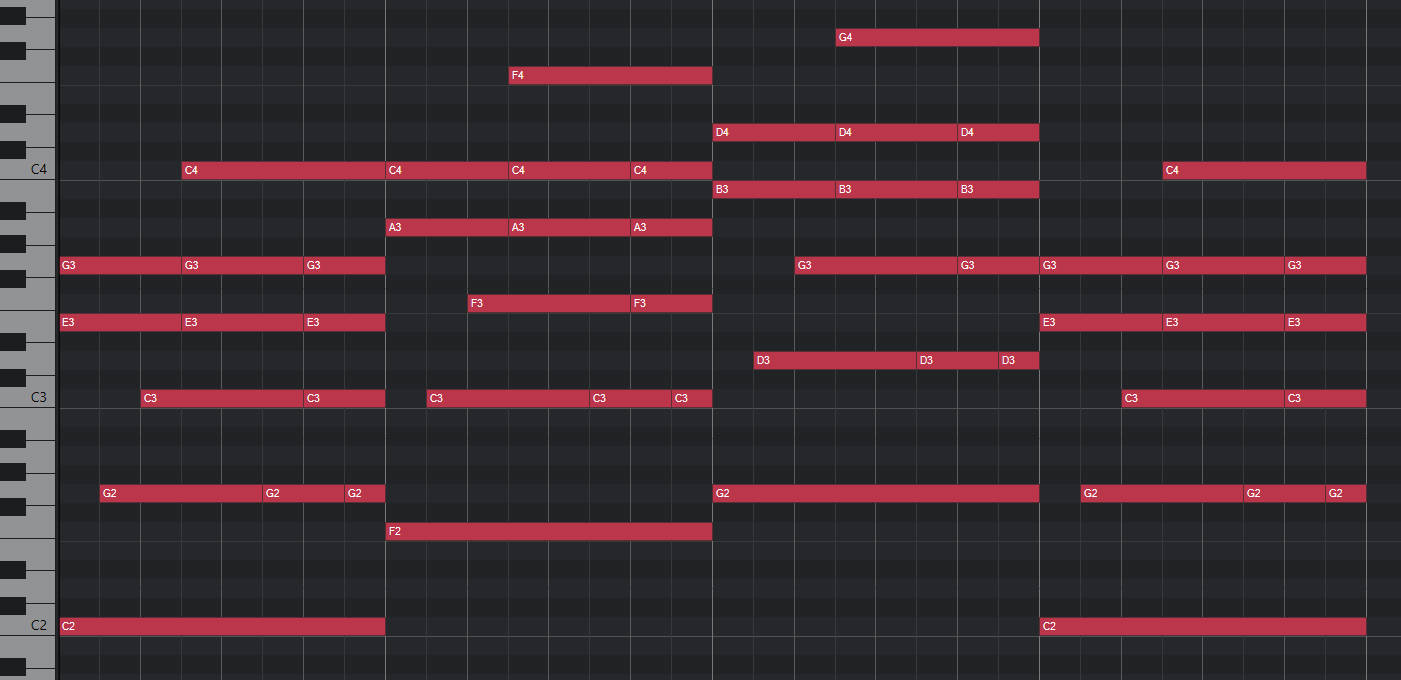 G4
F4
D4 D4 D4
C4 C4 C4 C4 C4 C4
B3 B3 B3
A3 A3 A3
G3 G3 G3 G3 G3 G3 G3 G3
F3 F3
E3 E3 E3 E3 E3 E3
D3 D3 D3
C3 C3 C3 C3 C3 C3 C3 C3
G2 G2 G2 G2 G2 G2 G2
F2
C2 C2 C2